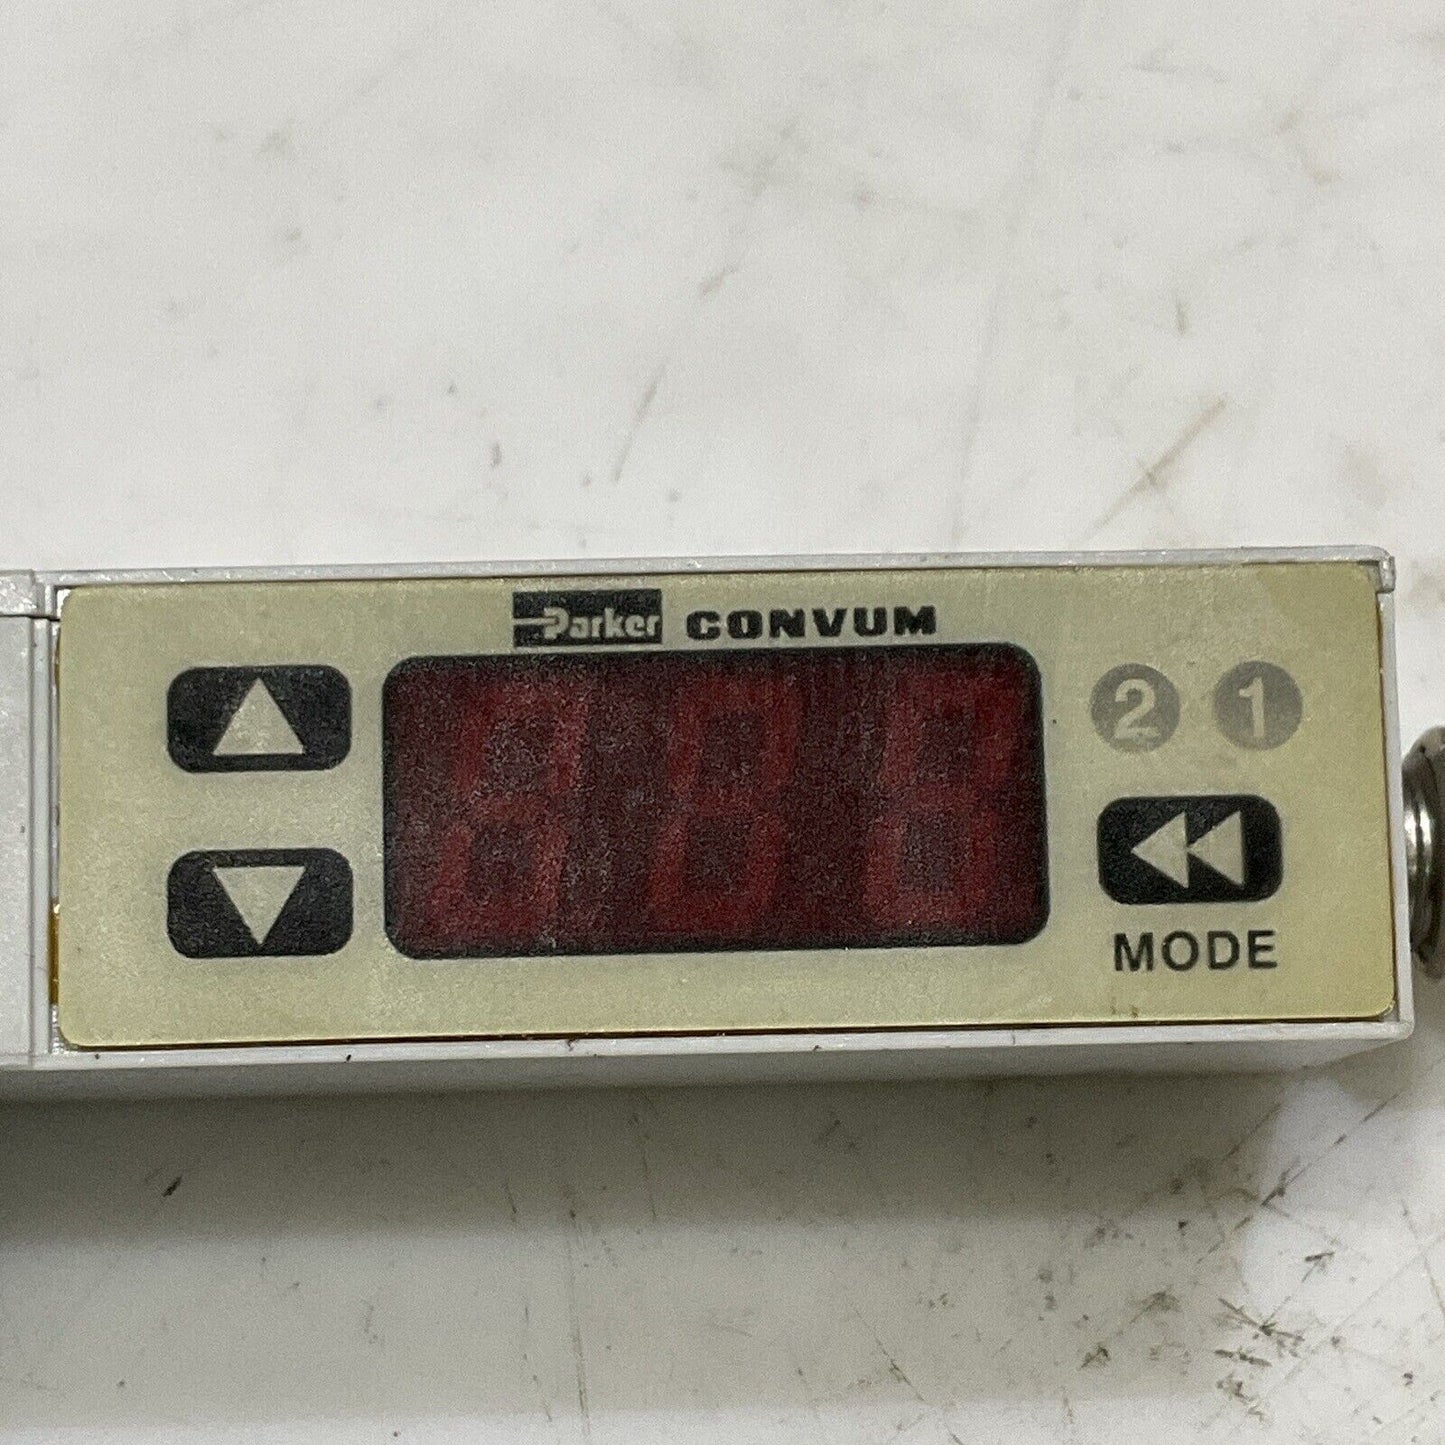 Parker CONVUM
2 1
MODE